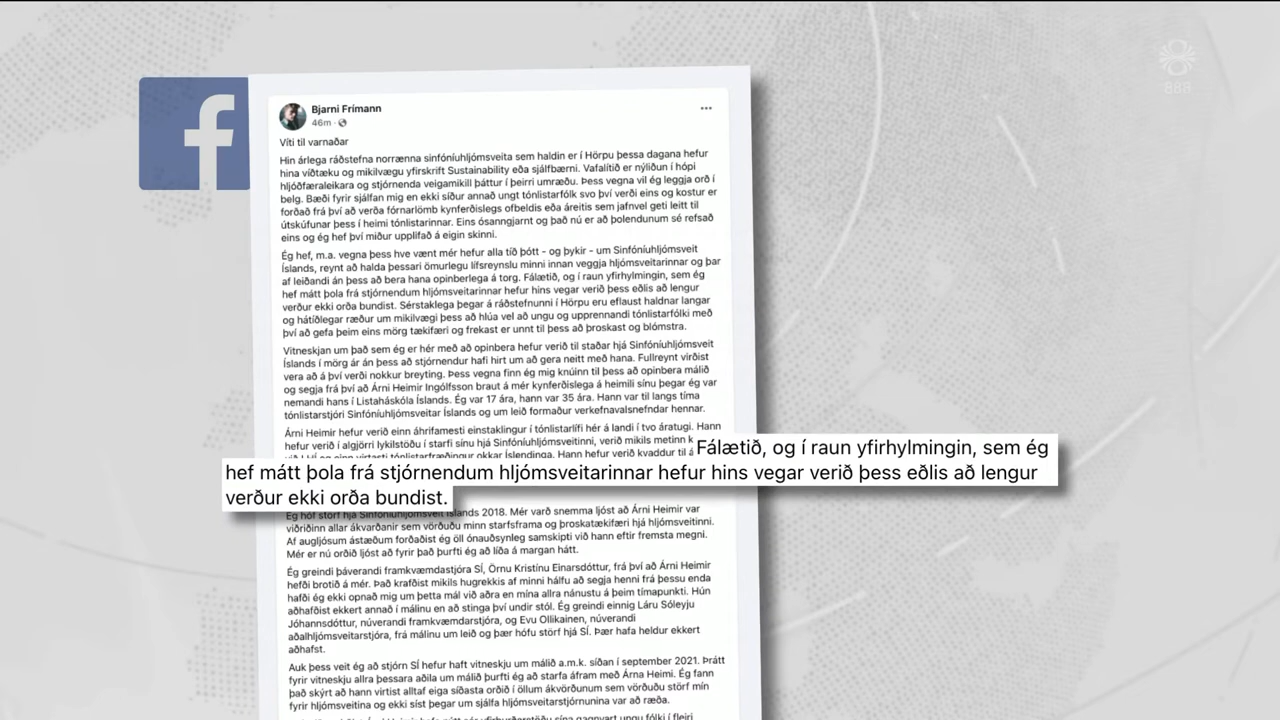 888
f
Bjarni Frímann
46m
Víti til varnaðar
Hin árlega ráðstefna norrænna sinfóníuhljómsveita sem haldin er í Hörpu þessa dagana hefur
hina víðtæku og mikilvægu yfirskrift Sustainability eða sjálfbærni. Vafalítið er nýliðun í hópi
hljóðfæraleikara og stjórnenda veigamikill þáttur í þeirri umræðu. Þess vegna vil ég leggja orð í
belg. Bæði fyrir sjálfan mig en ekki síður annað ungt tónlistarfólk svo því verði eins og kostur er
forðað frá því að verða fórnarlömb kynferðislegs ofbeldis eða áreitis sem jafnvel geti leitt til
útskúfunar þess í heimi tónlistarinnar. Eins ósanngjarnt og það nú er að þolendunum sé refsað
eins og ég hef því miður upplifað á eigin skinni.
Ég hef, m.a. vegna þess hve vænt mér hefur alla tíð þótt - og þykir - um Sinfóníuhljómsveit
Íslands, reynt að halda þessari ömurlegu lífsreynslu minni innan veggja hljómsveitarinnar og þar
af leiðandi án þess að bera hana opinberlega á torg. Fálætið, og í raun yfirhylmingin, sem ég
hef mátt þola frá stjórnendum hljómsveitarinnar hefur hins vegar verið þess eðlis að lengur
verður ekki orða bundist. Sérstaklega þegar á ráðstefnunni í Hörpu eru eflaust haldnar langar
og hátíðlegar ræður um mikilvægi þess að hlúa vel að ungu og upprennandi tónlistarfólki með
því að gefa þeim eins mörg tækifæri og frekast er unnt til þess að þroskast og blómstra.
Vitneskjan um það sem ég er hér með að opinbera hefur verið til staðar hjá Sinfóníuhljómsveit
Íslands í mörg ár án þess að stjórnendur hafi hirt um að gera neitt með hana. Fullreynt virðist
vera að á því verði nokkur breyting. Þess vegna finn ég mig knúinn til þess að opinbera málið
og segja frá því að Árni Heimir Ingólfsson braut á mér kynferðislega á heimili sínu þegar ég var
nemandi hans í Listaháskóla Íslands. Ég var 17 ára, hann var 35 ára. Hann var til langs tíma
tónlistarstjóri Sinfóníuhljómsveitar Íslands og um leið formaður verkefnavalsnefndar hennar.
Árni Heimir hefur verið einn áhrifamesti einstaklingur í tónlistarlífi hér á landi í tvo áratugi. Hann
hefur verið í algjörri lykilstöðu í starfi sínu hjá Sinfóníuhljómsveitinni, verið mikils metinn
og einn virtasti tónlistarfræðingur okkar Íslendinga. Hann hefur verið kvaddur til
Fálætið, og í raun yfirhylmingin, sem ég
hef mátt þola frá stjórnendum hljómsveitarinnar hefur hins vegar verið þess eðlis að lengur
verður ekki orða bundist.
Ég hóf störf hjá Sinfóníuhljómsveit Íslands 2018. Mér varð snemma ljóst að Árni Heimir var
viðriðinn allar ákvarðanir sem vörðuðu minn starfsframa og þroskatækifæri hjá hljómsveitinni.
Af augljósum ástæðum forðaðist ég öll ónauðsynleg samskipti við hann eftir fremsta megni.
Mér er nú orðið ljóst að fyrir það þurfti ég að líða á margan hátt.
Ég greindi þáverandi framkvæmdastjóra SÍ, Örnu Kristínu Einarsdóttur, frá því að Árni Heimir
hefði brotið á mér. Það krafðist mikils hugrekkis af minni hálfu að segja henni frá þessu enda
hafði ég ekki opnað mig um þetta mál við aðra en mína allra nánustu á þeim tímapunkti. Hún
aðhafðist ekkert annað í málinu en að stinga því undir stól. Ég greindi einnig Láru Sóleyju
Jóhannsdóttur, núverandi framkvæmdarstjóra, og Evu Ollikainen, núverandi
aðalhljómsveitarstjóra, frá málinu um leið og þær hófu störf hjá SÍ. Þær hafa heldur ekkert
aðhafst.
Auk þess veit ég að stjórn SÍ hefur haft vitneskju um málið a.m.k. síðan í september 2021. Þrátt
fyrir vitneskju allra þessara aðila um málið þurfti ég að starfa áfram með Árna Heimi. Ég fann
það skýrt að hann virtist alltaf eiga síðasta orðið í öllum ákvörðunum sem vörðuðu störf mín
fyrir hljómsveitina og ekki síst þegar um sjálfa hljómsveitarstjórnunina var að ræða.